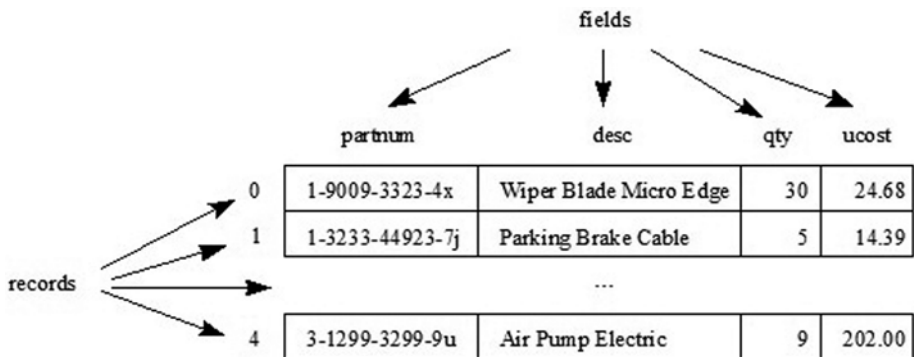 fields
partnum desc qty ucost
0 1-9009-3323-4x Wiper Blade Micro Edge 30 24.68
1 1-3233-44923-7j Parking Brake Cable 5 14.39
records ...
4 3-1299-3299-9u Air Pump Electric 9 202.00